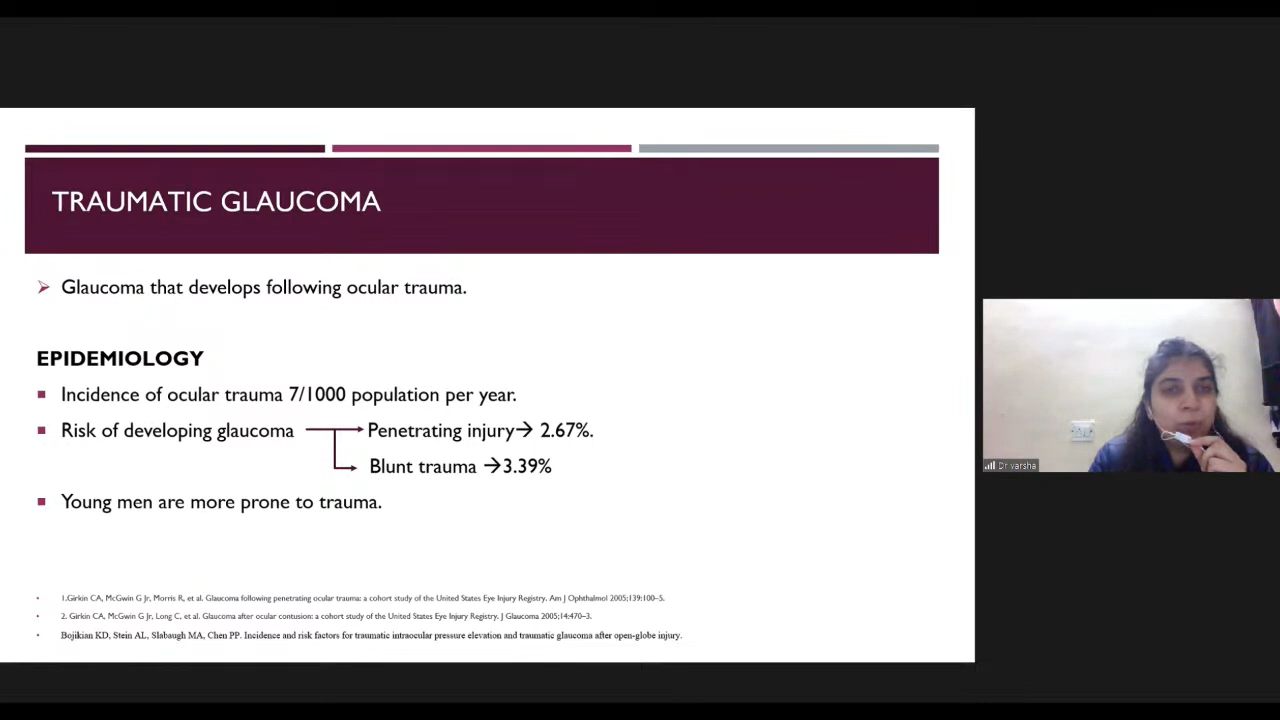 TRAUMATIC GLAUCOMA
➢ Glaucoma that develops following ocular trauma.
EPIDEMIOLOGY
▪ Incidence of ocular trauma 7/1000 population per year.
▪ Risk of developing glaucoma → Penetrating injury→ 2.67%.
Blunt trauma →3.39%
▪ Young men are more prone to trauma.
• 1.Girkin CA, McGwin G Jr, Morris R, et al. Glaucoma following penetrating ocular trauma: a cohort study of the United States Eye Injury Registry. Am J Ophthalmol 2005;139:100–5.
• 2. Girkin CA, McGwin G Jr, Long C, et al. Glaucoma after ocular contusion: a cohort study of the United States Eye Injury Registry. J Glaucoma 2005;14:470–3.
• Bojikian KD, Stein AL, Slabaugh MA, Chen PP. Incidence and risk factors for traumatic intraocular pressure elevation and traumatic glaucoma after open-globe injury.
Dr varsha